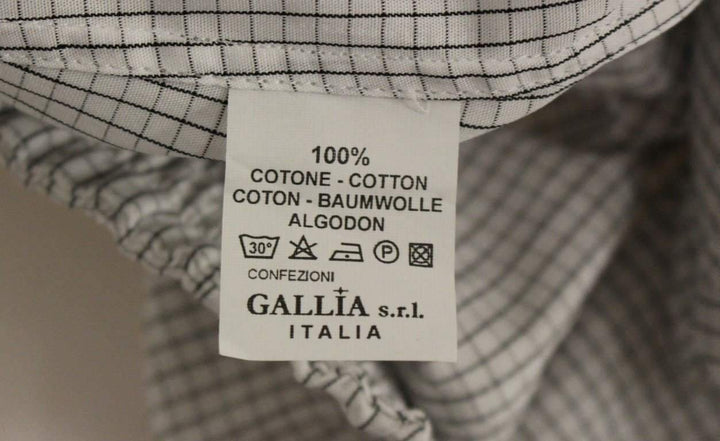 100%
COTONE - COTTON
COTON - BAUMWOLLE
ALGODON
30° P
CONFEZIONI
GALLIA s.r.l.
ITALIA